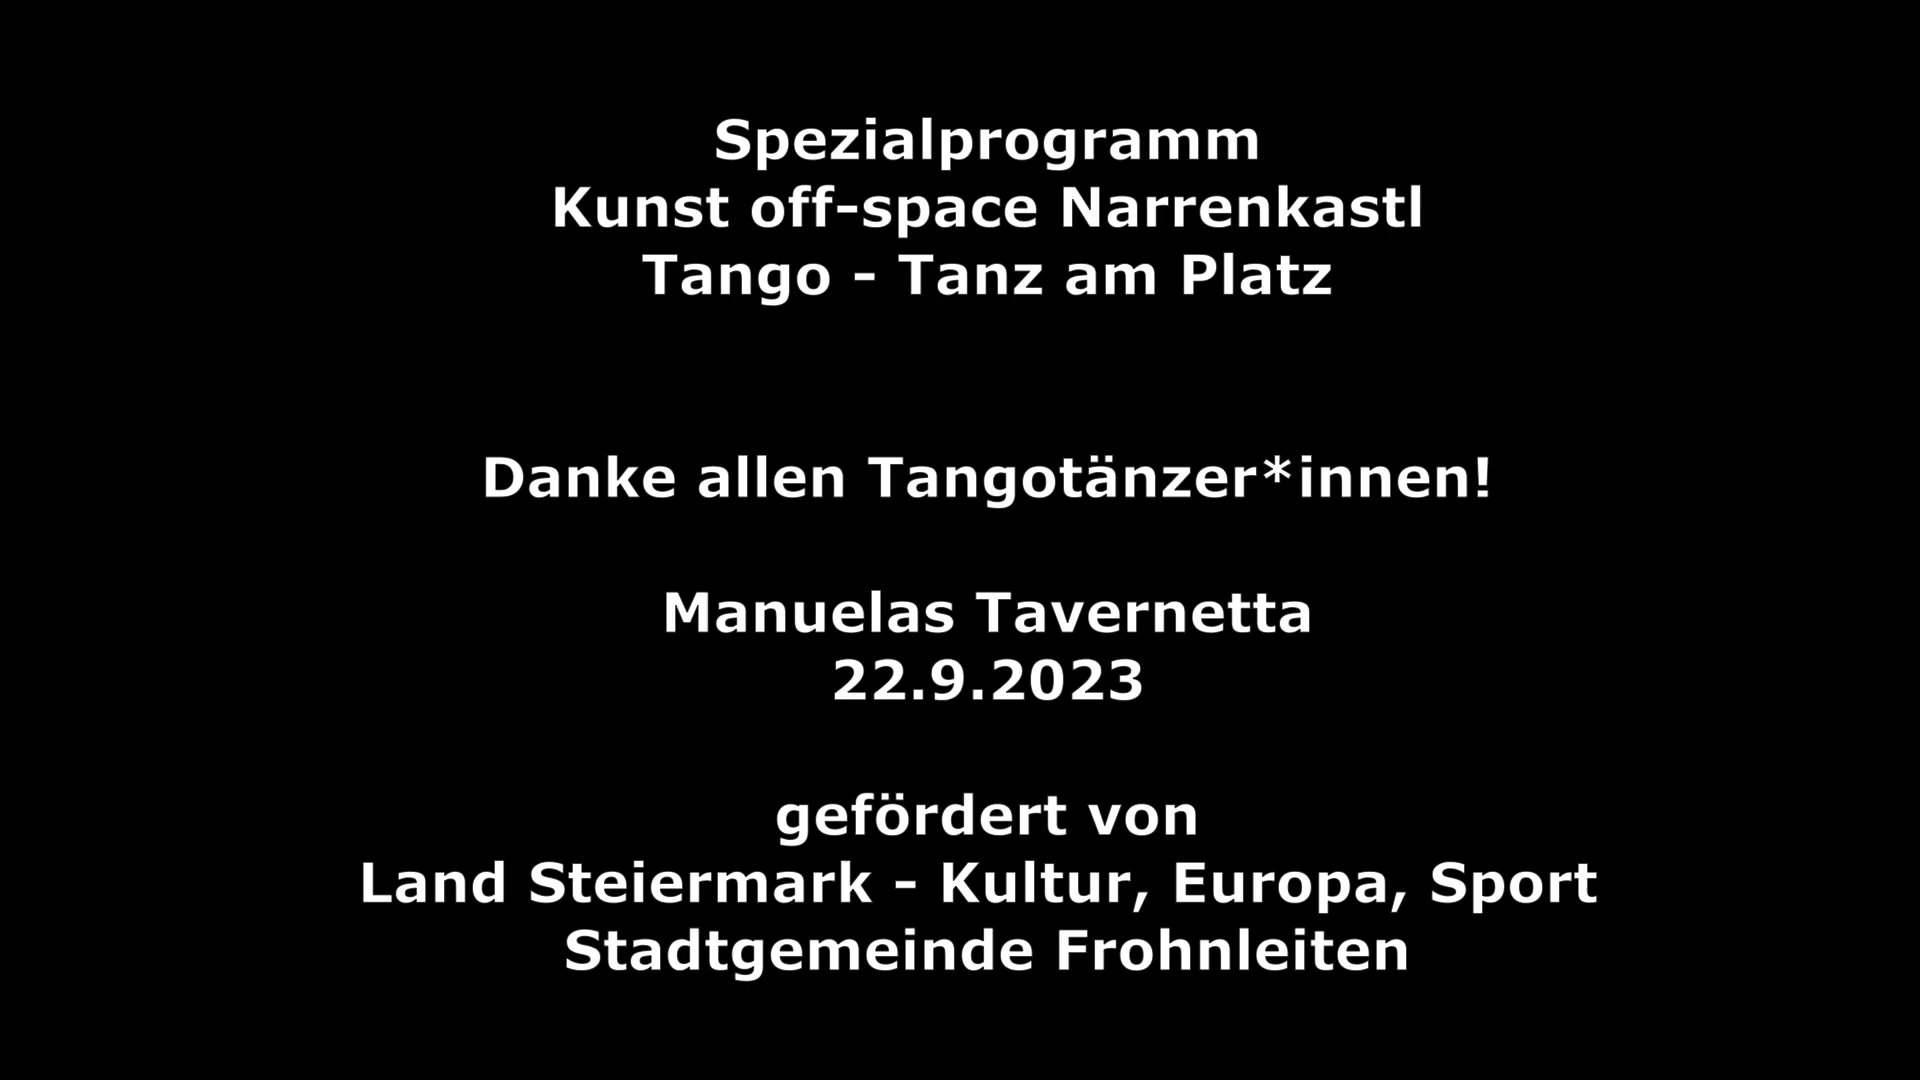 Spezialprogramm
Kunst off-space Narrenkastl
Tango - Tanz am Platz
Danke allen Tangotänzer*innen!
Manuelas Tavernetta
22.9.2023
gefördert von
Land Steiermark - Kultur, Europa, Sport
Stadtgemeinde Frohnleiten